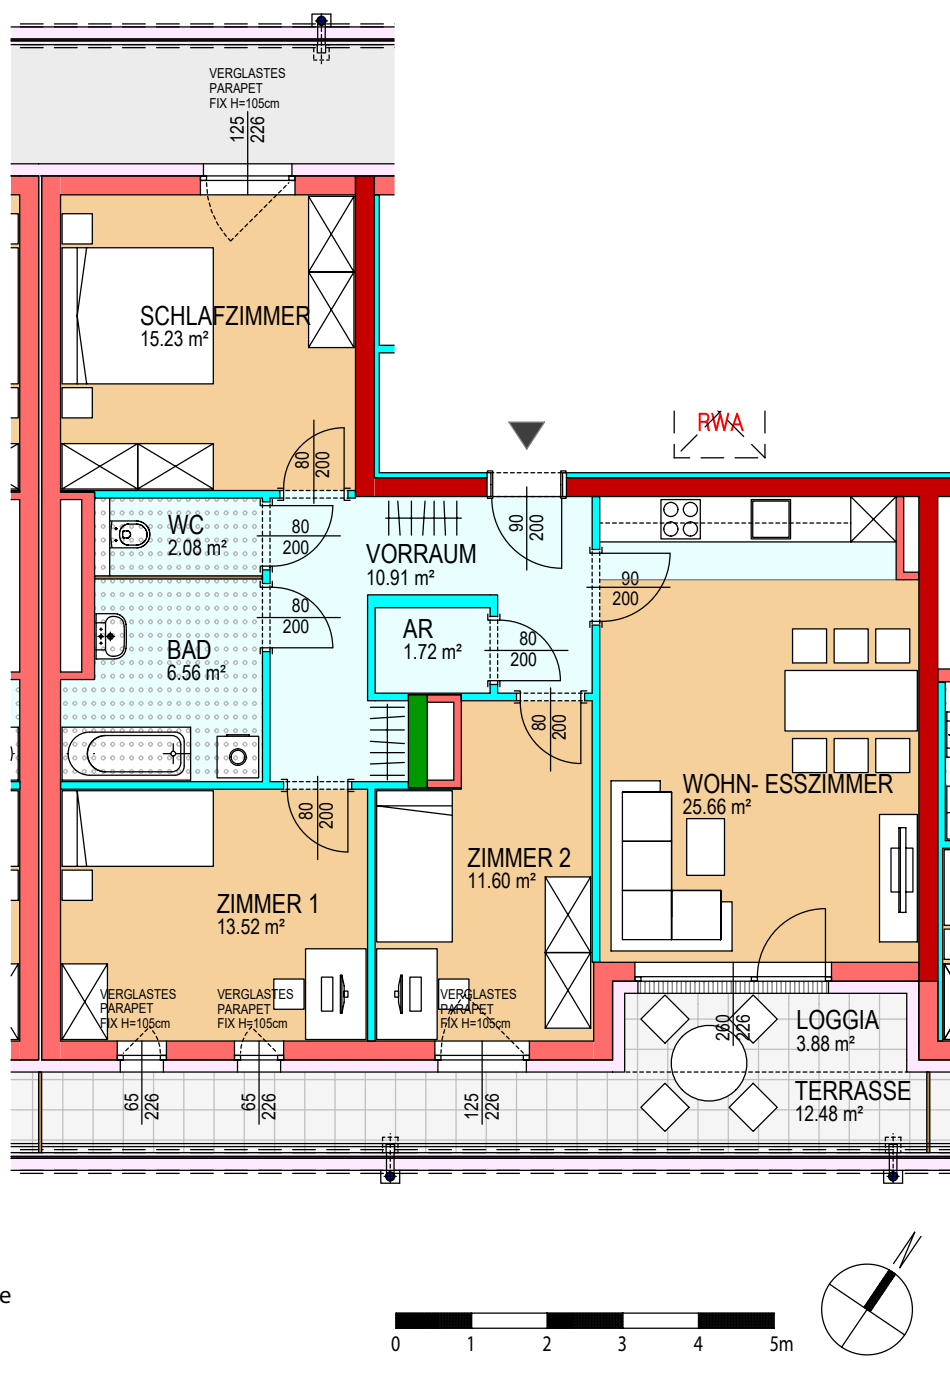 VERGLASTES
PARAPET
FIX H=105cm
125
226
SCHLAFZIMMER
15.23 m²
RWA
80
200
WC
2.08 m²
80
200
VORRAUM
10.91 m²
90
200
90
200
80
200
BAD
6.56 m²
AR
1.72 m²
80
200
80
200
WOHN- ESSZIMMER
25.66 m²
80
200
ZIMMER 2
11.60 m²
ZIMMER 1
13.52 m²
VERGLASTES
PARAPET
FIX H=105cm
VERGLASTES
PARAPET
FIX H=105cm
VERGLASTES
PARAPET
FIX H=105cm
260
226
LOGGIA
3.88 m²
TERRASSE
12.48 m²
65
226
65
226
125
226
e
0 1 2 3 4 5m